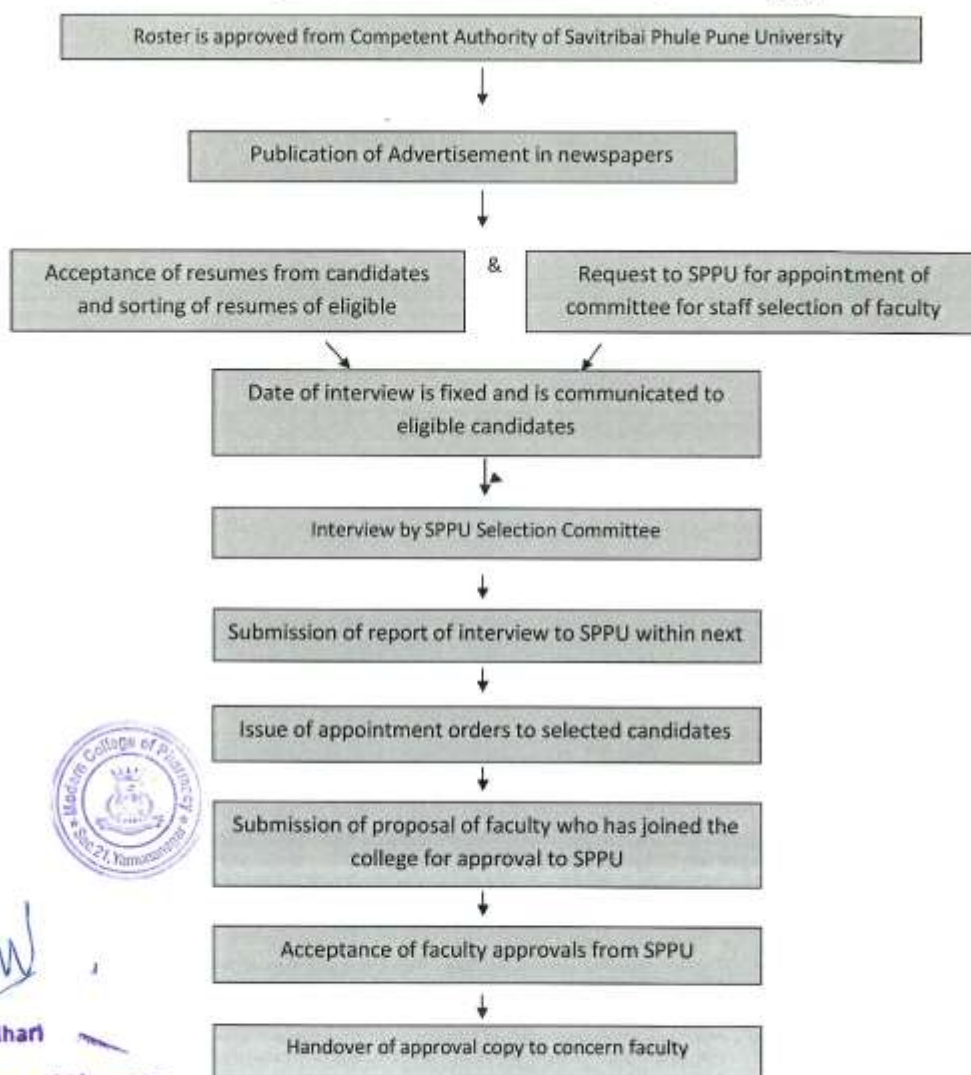 Roster is approved from Competent Authority of Savitribai Phule Pune University
Publication of Advertisement in newspapers
Acceptance of resumes from candidates
and sorting of resumes of eligible
&
Request to SPPU for appointment of
committee for staff selection of faculty
Date of interview is fixed and is communicated to
eligible candidates
Interview by SPPU Selection Committee
Submission of report of interview to SPPU within next
Issue of appointment orders to selected candidates
Modern College of Pharmacy
Sec.21, Yamunanagar
Submission of proposal of faculty who has joined the
college for approval to SPPU
Acceptance of faculty approvals from SPPU
Handover of approval copy to concern faculty